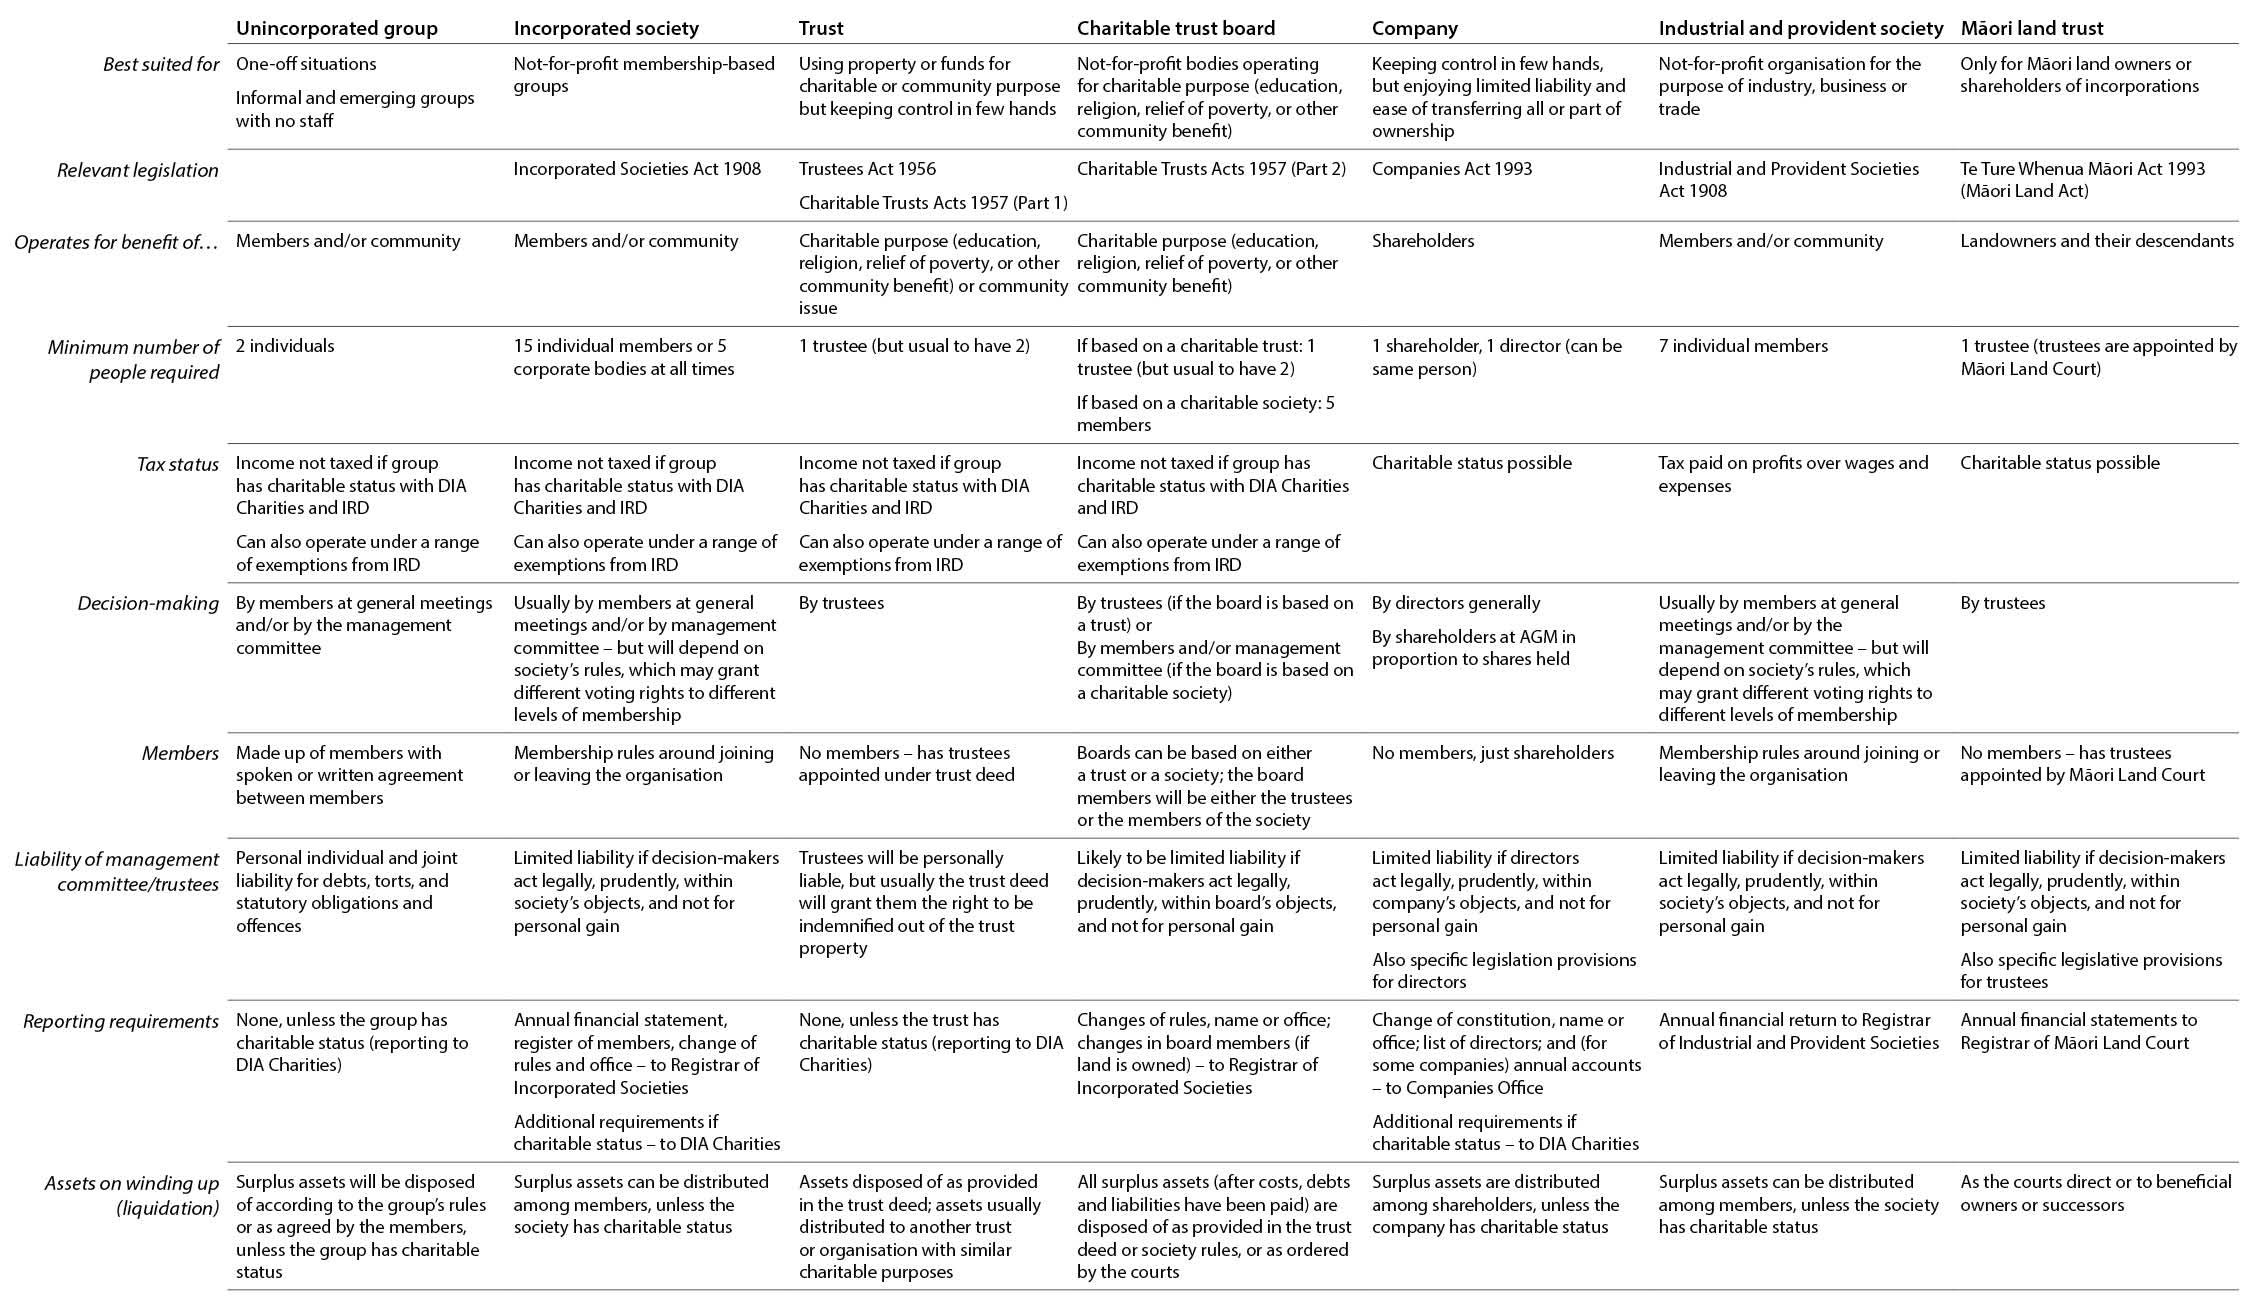 Unincorporated group
Incorporated society
Trust
Charitable trust board
Company
Industrial and provident society
Māori land trust
Best suited for
One-off situations
Informal and emerging groups
with no staff
Not-for-profit membership-based
groups
Using property or funds for
charitable or community purpose
but keeping control in few hands
Not-for-profit bodies operating
for charitable purpose (education,
religion, relief of poverty, or other
community benefit)
Keeping control in few hands,
but enjoying limited liability and
ease of transferring all or part of
ownership
Not-for-profit organisation for the
purpose of industry, business or
trade
Only for Māori land owners or
shareholders of incorporations
Relevant legislation
Incorporated Societies Act 1908
Trustees Act 1956
Charitable Trusts Acts 1957 (Part 1)
Charitable Trusts Acts 1957 (Part 2)
Companies Act 1993
Industrial and Provident Societies
Act 1908
Te Ture Whenua Māori Act 1993
(Māori Land Act)
Operates for benefit of…
Members and/or community
Members and/or community
Charitable purpose (education,
religion, relief of poverty, or other
community benefit) or community
issue
Charitable purpose (education,
religion, relief of poverty, or other
community benefit)
Shareholders
Members and/or community
Landowners and their descendants
Minimum number of
people required
2 individuals
15 individual members or 5
corporate bodies at all times
1 trustee (but usual to have 2)
If based on a charitable trust: 1
trustee (but usual to have 2)
If based on a charitable society: 5
members
1 shareholder, 1 director (can be
same person)
7 individual members
1 trustee (trustees are appointed by
Māori Land Court)
Tax status
Income not taxed if group
has charitable status with DIA
Charities and IRD
Can also operate under a range
of exemptions from IRD
Income not taxed if group
has charitable status with DIA
Charities and IRD
Can also operate under a range of
exemptions from IRD
Income not taxed if group
has charitable status with DIA
Charities and IRD
Can also operate under a range of
exemptions from IRD
Income not taxed if group has
charitable status with DIA Charities
and IRD
Can also operate under a range of
exemptions from IRD
Charitable status possible
Tax paid on profits over wages and
expenses
Charitable status possible
Decision-making
By members at general meetings
and/or by the management
committee
Usually by members at general
meetings and/or by management
committee – but will depend on
society’s rules, which may grant
different voting rights to different
levels of membership
By trustees
By trustees (if the board is based on
a trust) or
By members and/or management
committee (if the board is based on
a charitable society)
By directors generally
By shareholders at AGM in
proportion to shares held
Usually by members at general
meetings and/or by the
management committee – but will
depend on society’s rules, which
may grant different voting rights to
different levels of membership
By trustees
Members
Made up of members with
spoken or written agreement
between members
Membership rules around joining
or leaving the organisation
No members – has trustees
appointed under trust deed
Boards can be based on either
a trust or a society; the board
members will be either the trustees
or the members of the society
No members, just shareholders
Membership rules around joining or
leaving the organisation
No members – has trustees
appointed by Māori Land Court
Liability of management
committee/trustees
Personal individual and joint
liability for debts, torts, and
statutory obligations and
offences
Limited liability if decision-makers
act legally, prudently, within
society’s objects, and not for
personal gain
Trustees will be personally
liable, but usually the trust deed
will grant them the right to be
indemnified out of the trust
property
Likely to be limited liability if
decision-makers act legally,
prudently, within board’s objects,
and not for personal gain
Limited liability if directors
act legally, prudently, within
company’s objects, and not for
personal gain
Also specific legislation provisions
for directors
Limited liability if decision-makers
act legally, prudently, within
society’s objects, and not for
personal gain
Limited liability if decision-makers
act legally, prudently, within
society’s objects, and not for
personal gain
Also specific legislative provisions
for trustees
Reporting requirements
None, unless the group has
charitable status (reporting to
DIA Charities)
Annual financial statement,
register of members, change of
rules and office – to Registrar of
Incorporated Societies
Additional requirements if
charitable status – to DIA Charities
None, unless the trust has
charitable status (reporting to DIA
Charities)
Changes of rules, name or office;
changes in board members (if
land is owned) – to Registrar of
Incorporated Societies
Change of constitution, name or
office; list of directors; and (for
some companies) annual accounts
– to Companies Office
Additional requirements if
charitable status – to DIA Charities
Annual financial return to Registrar
of Industrial and Provident Societies
Annual financial statements to
Registrar of Māori Land Court
Assets on winding up
(liquidation)
Surplus assets will be disposed
of according to the group’s rules
or as agreed by the members,
unless the group has charitable
status
Surplus assets can be distributed
among members, unless the
society has charitable status
Assets disposed of as provided
in the trust deed; assets usually
distributed to another trust
or organisation with similar
charitable purposes
All surplus assets (after costs, debts
and liabilities have been paid) are
disposed of as provided in the trust
deed or society rules, or as ordered
by the courts
Surplus assets are distributed
among shareholders, unless the
company has charitable status
Surplus assets can be distributed
among members, unless the society
has charitable status
As the courts direct or to beneficial
owners or successors